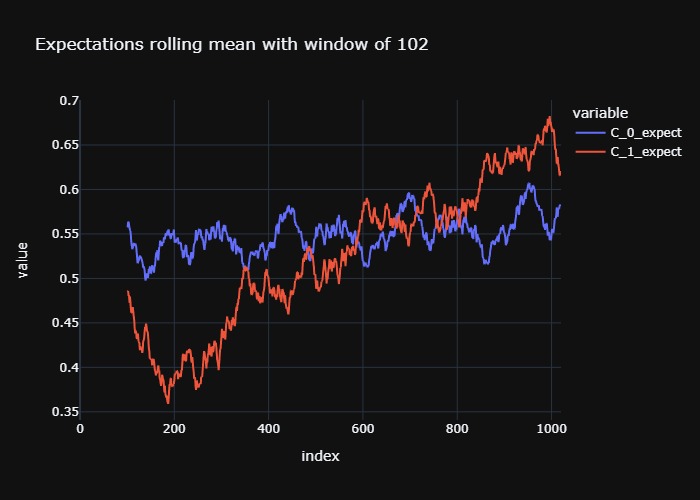 Expectations rolling mean with window of 102
variable
C_0_expect
C_1_expect
value
0.7
0.65
0.6
0.55
0.5
0.45
0.4
0.35
0 200 400 600 800 1000
index